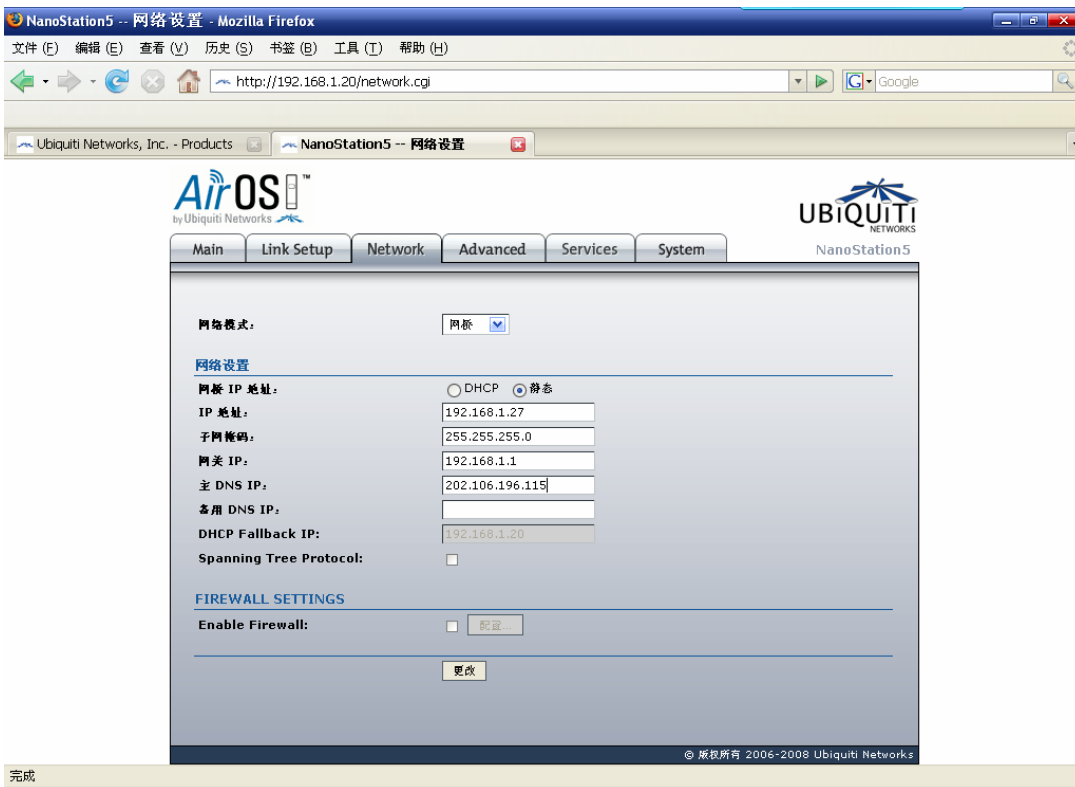 NanoStation5 -- 网络设置 - Mozilla Firefox
文件 (F) 编辑 (E) 查看 (V) 历史 (S) 书签 (B) 工具 (T) 帮助 (H)
http://192.168.1.20/network.cgi
G Google
Ubiquiti Networks, Inc. - Products
NanoStation5 -- 网络设置
AirOS™
by Ubiquiti Networks
UBiQUiTi
NETWORKS
Main Link Setup Network Advanced Services System
NanoStation5
网络模式: 网桥
网络设置
网桥 IP 地址: DHCP 静态
IP 地址: 192.168.1.27
子网掩码: 255.255.255.0
网关 IP: 192.168.1.1
主 DNS IP: 202.106.196.115
备用 DNS IP:
DHCP Fallback IP: 192.168.1.20
Spanning Tree Protocol:
FIREWALL SETTINGS
Enable Firewall: 配置...
更改
© 版权所有 2006-2008 Ubiquiti Networks
完成